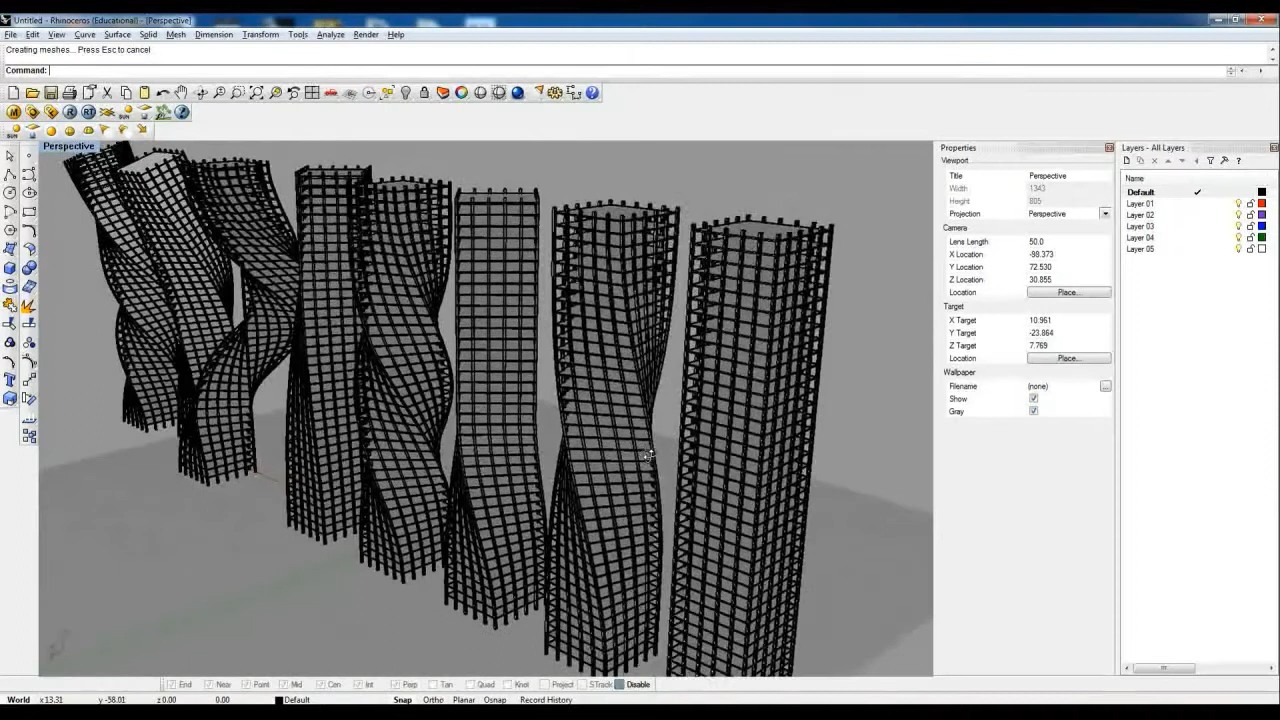 Untitled - Rhinoceros (Educational) - [Perspective]
File Edit View Curve Surface Solid Mesh Dimension Transform Tools Analyze Render Help
Creating meshes... Press Esc to cancel
Command:
Perspective
Properties
Viewport
Title Perspective
Width 1343
Height 805
Projection Perspective
Camera
Lens Length 50.0
X Location -98.373
Y Location 72.530
Z Location 30.855
Location Place...
Target
X Target 10.961
Y Target -23.864
Z Target 7.769
Location Place...
Wallpaper
Filename (none) ...
Show
Gray
Layers - All Layers
Name
Default
Layer 01
Layer 02
Layer 03
Layer 04
Layer 05
End Near Point Mid Cen Int Perp Tan Quad Knot Project STrack Disable
World x 13.31 y -58.01 z 0.00 0.00 Default Snap Ortho Planar Osnap Record History